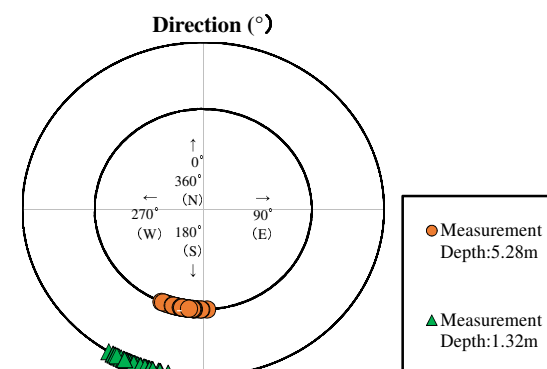 Direction (°)
↑
0°
360°
(N)
← →
270° 90°
(W) (E)
180°
(S)
↓
Measurement
Depth:5.28m
Measurement
Depth:1.32m